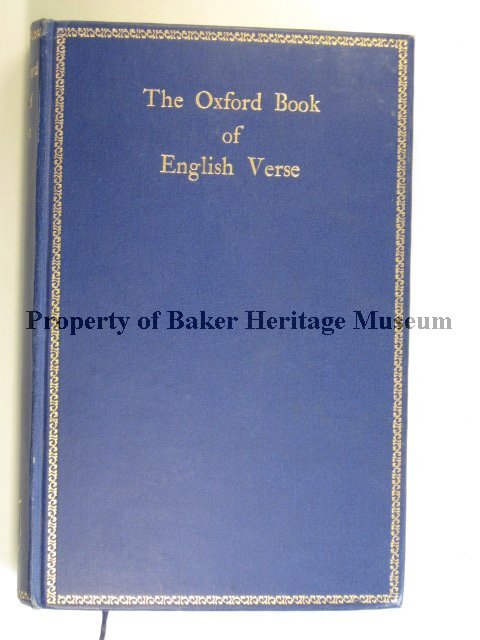 The Oxford Book
of
English Verse
Property of Baker Heritage Museum